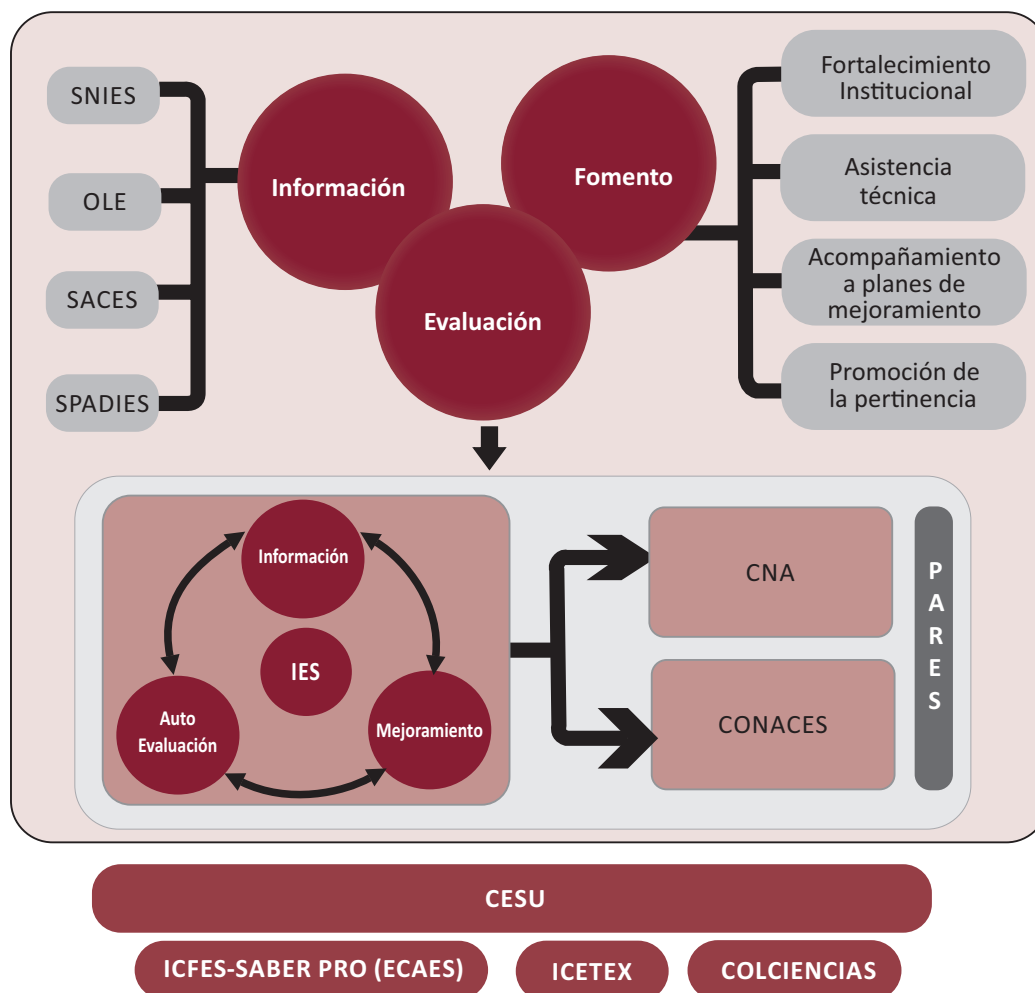 SNIES
OLE
SACES
SPADIES
Información
Fomento
Evaluación
Fortalecimiento
Institucional
Asistencia
técnica
Acompañamiento
a planes de
mejoramiento
Promoción de
la pertinencia
Información
IES
Auto
Evaluación
Mejoramiento
CNA
CONACES
PARES
CESU
ICFES-SABER PRO (ECAES)
ICETEX
COLCIENCIAS